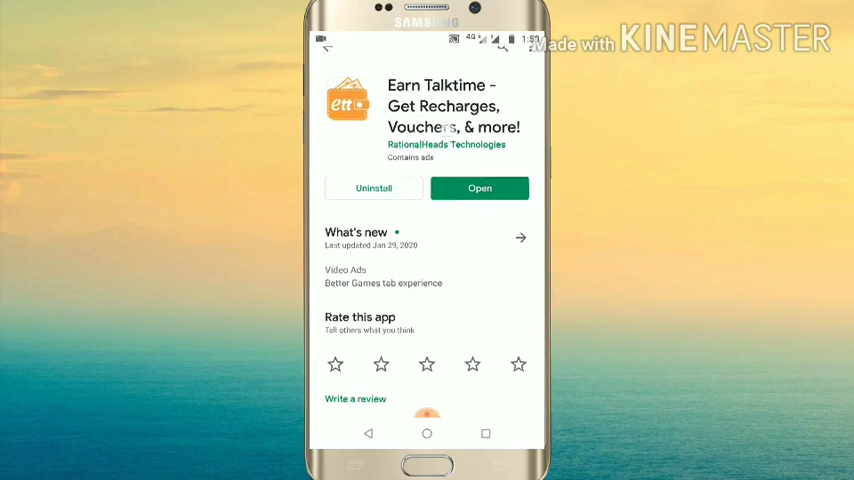 SAMSUNG
4G 1:50
Made with KINEMASTER
ett
Earn Talktime -
Get Recharges,
Vouchers, & more!
RationalHeads Technologies
Contains ads
Uninstall
Open
What's new
Last updated Jan 29, 2020
Video Ads
Better Games tab experience
Rate this app
Tell others what you think
Write a review